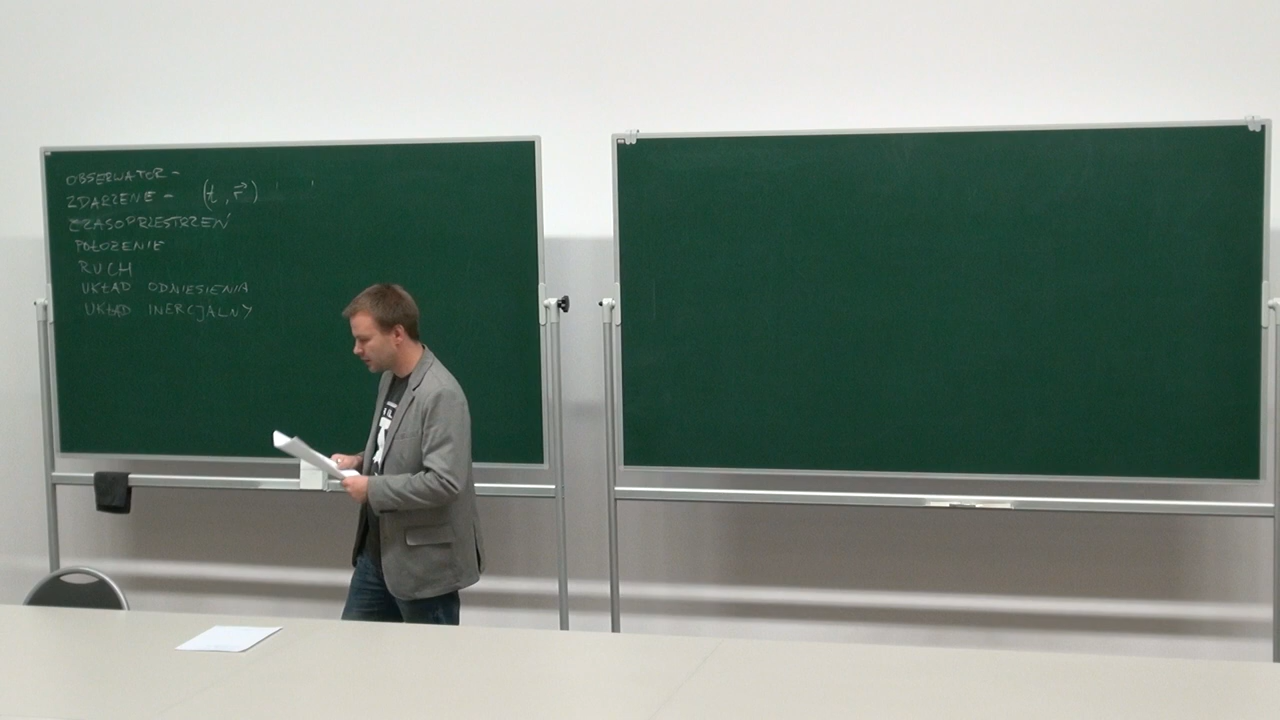 OBSERWATOR -
ZDARZENIE - (t, r⃗)
CZASOPRZESTRZEŃ
POŁOŻENIE
RUCH
UKŁAD ODNIESIENIA
UKŁAD INERCJALNY